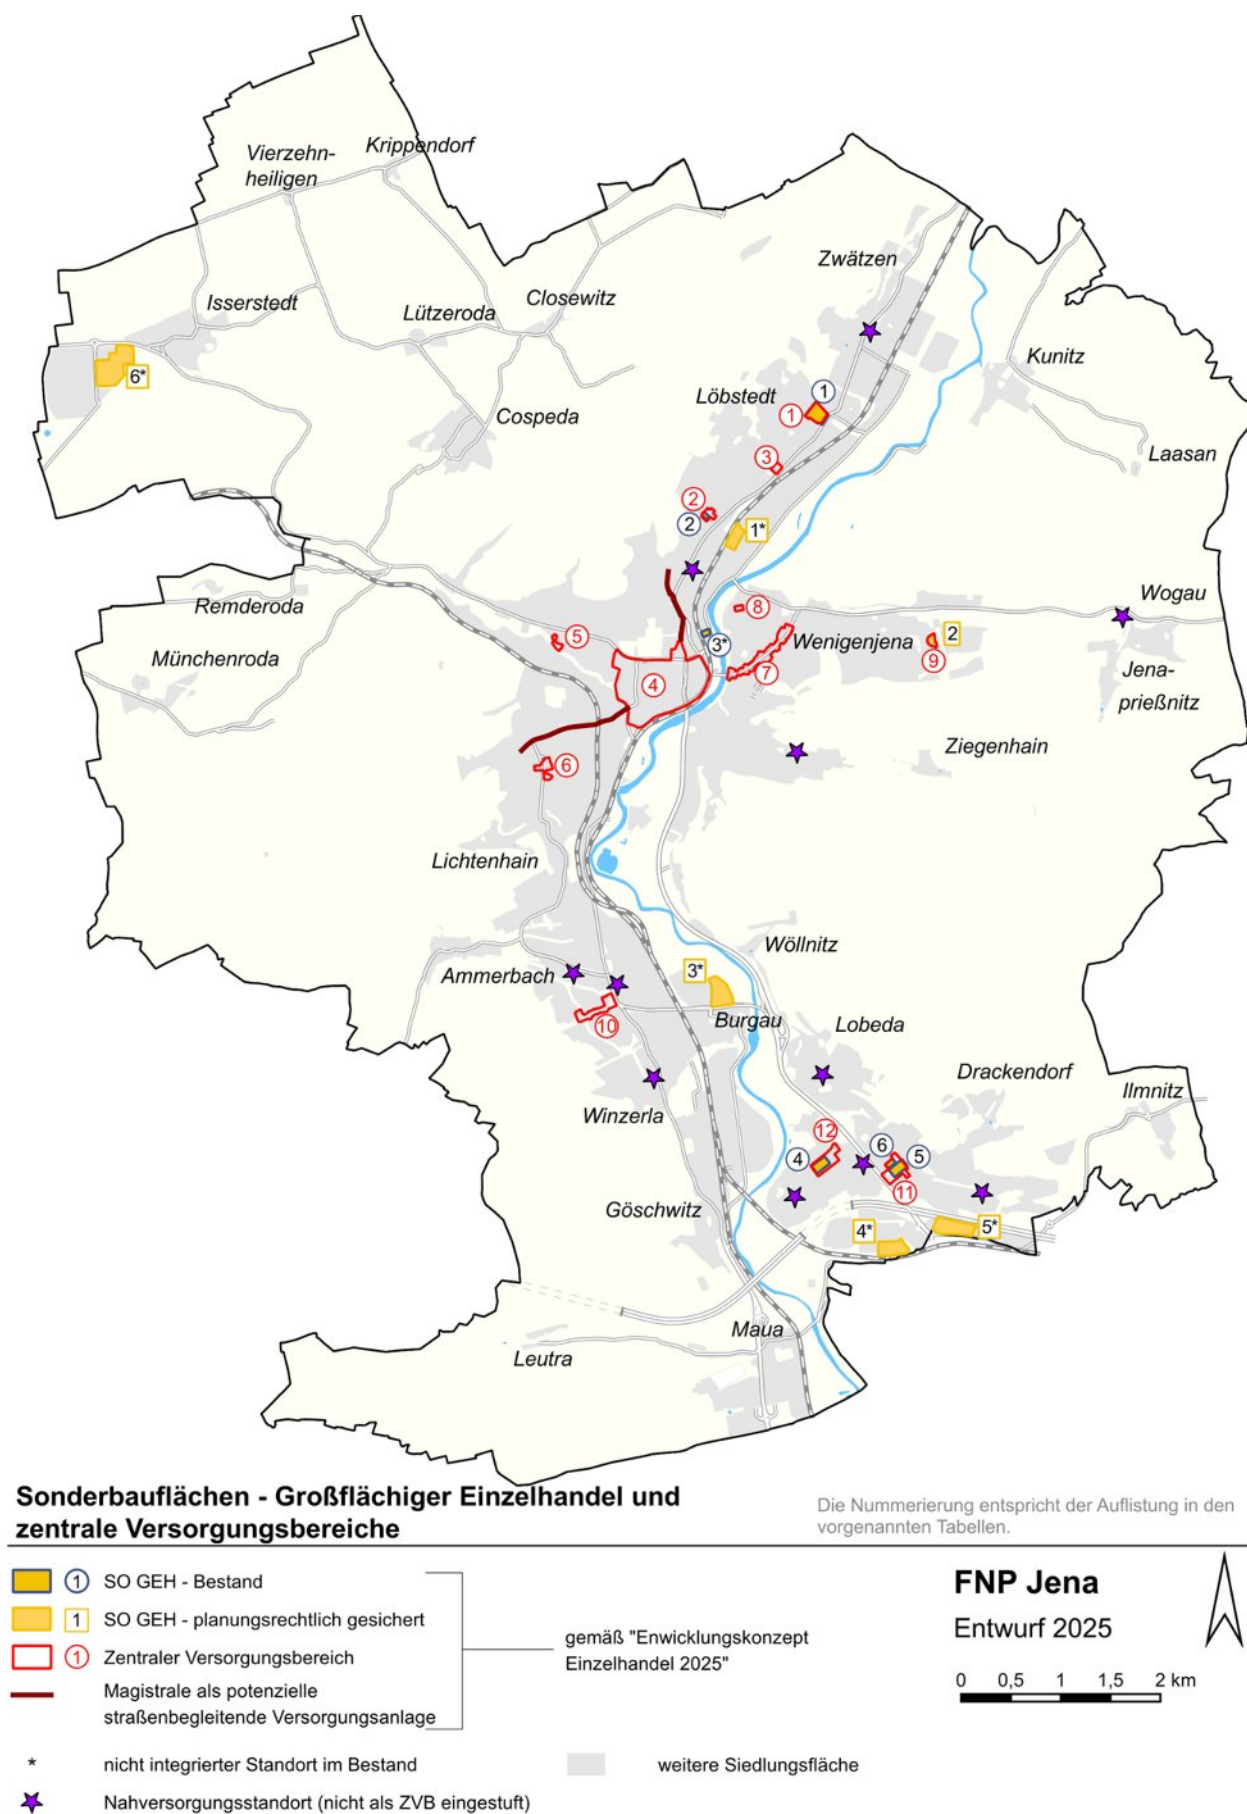 Krippendorf
Vierzehn-
heiligen
Zwätzen
Isserstedt
Closewitz
Lützeroda
Kunitz
6*
Löbstedt
1
1
Cospeda
Laasan
3
2
2
1*
Wogau
Remderoda
8
5
3*
Wenigenjena
2
Münchenroda
9
7
4
Jena-
prießnitz
Ziegenhain
6
Lichtenhain
Wöllnitz
Ammerbach
3*
10
Burgau
Lobeda
Drackendorf
Ilmnitz
Winzerla
12
6
5
4
11
Göschwitz
4*
5*
Maua
Leutra
Sonderbauflächen - Großflächiger Einzelhandel und
zentrale Versorgungsbereiche
Die Nummerierung entspricht der Auflistung in den
vorgenannten Tabellen.
1 SO GEH - Bestand
1 SO GEH - planungsrechtlich gesichert
1 Zentraler Versorgungsbereich
Magistrale als potenzielle
straßenbegleitende Versorgungsanlage
gemäß "Enwicklungskonzept
Einzelhandel 2025"
* nicht integrierter Standort im Bestand
weitere Siedlungsfläche
Nahversorgungsstandort (nicht als ZVB eingestuft)
FNP Jena
Entwurf 2025
0 0,5 1 1,5 2 km